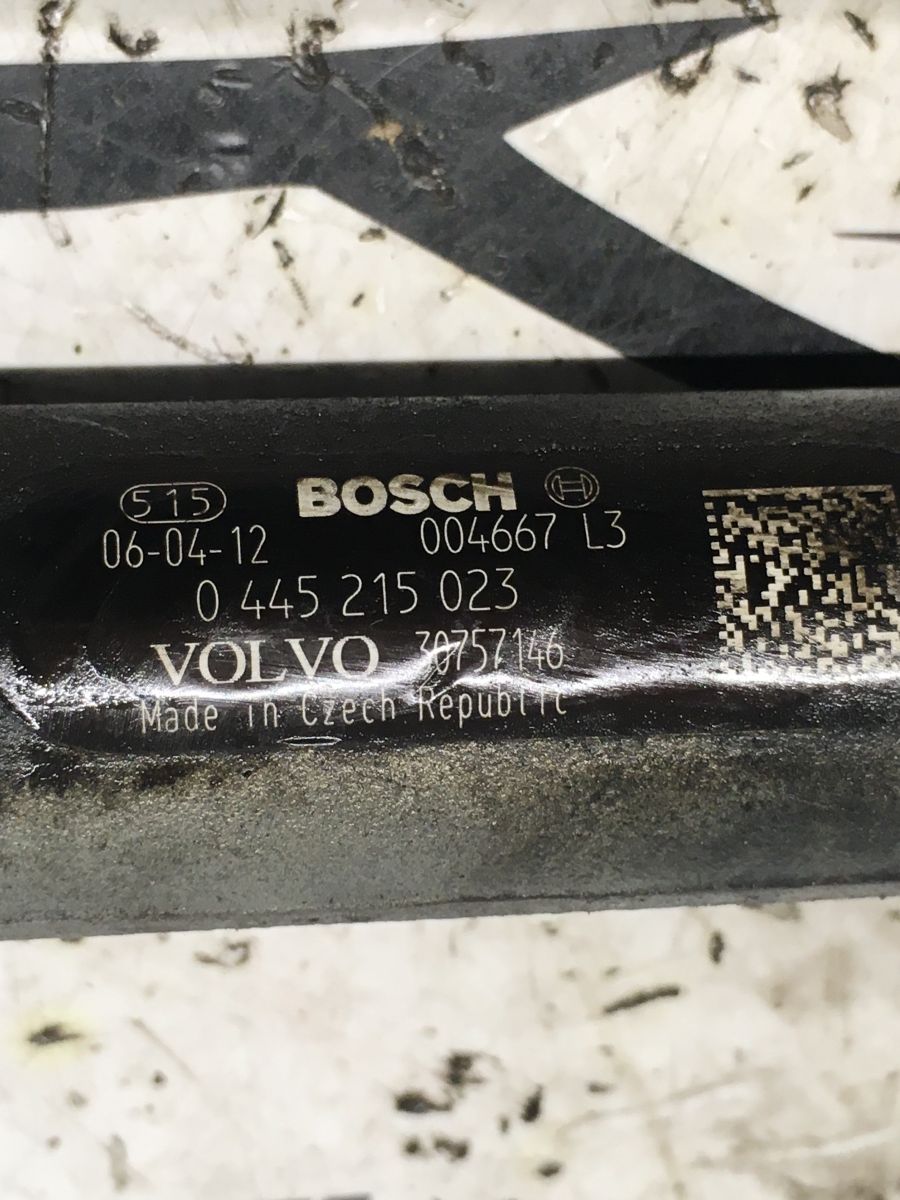 515 BOSCH
06-04-12 004667 L3
0 445 215 023
VOLVO 30757146
Made in Czech Republic